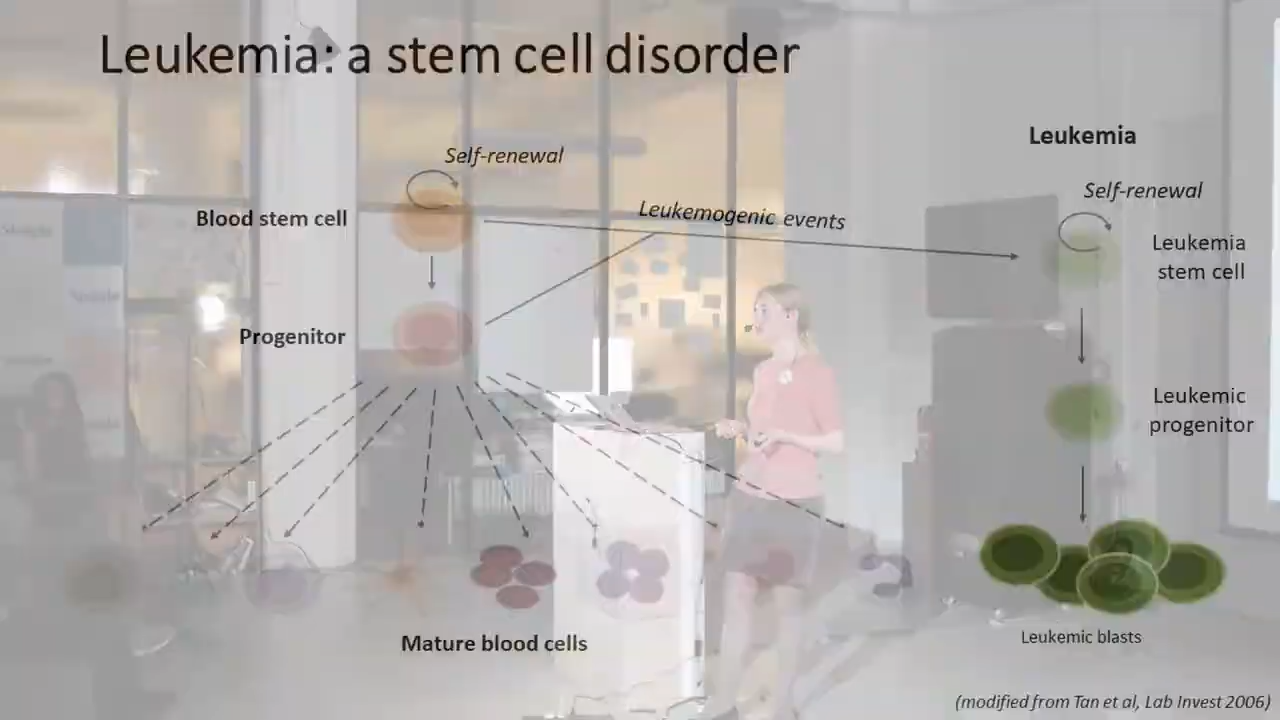 Leukemia: a stem cell disorder
Leukemia
Self-renewal
Self-renewal
Blood stem cell
Leukemogenic events
Leukemia
stem cell
Progenitor
Leukemic
progenitor
Mature blood cells
Leukemic blasts
(modified from Tan et al, Lab Invest 2006)